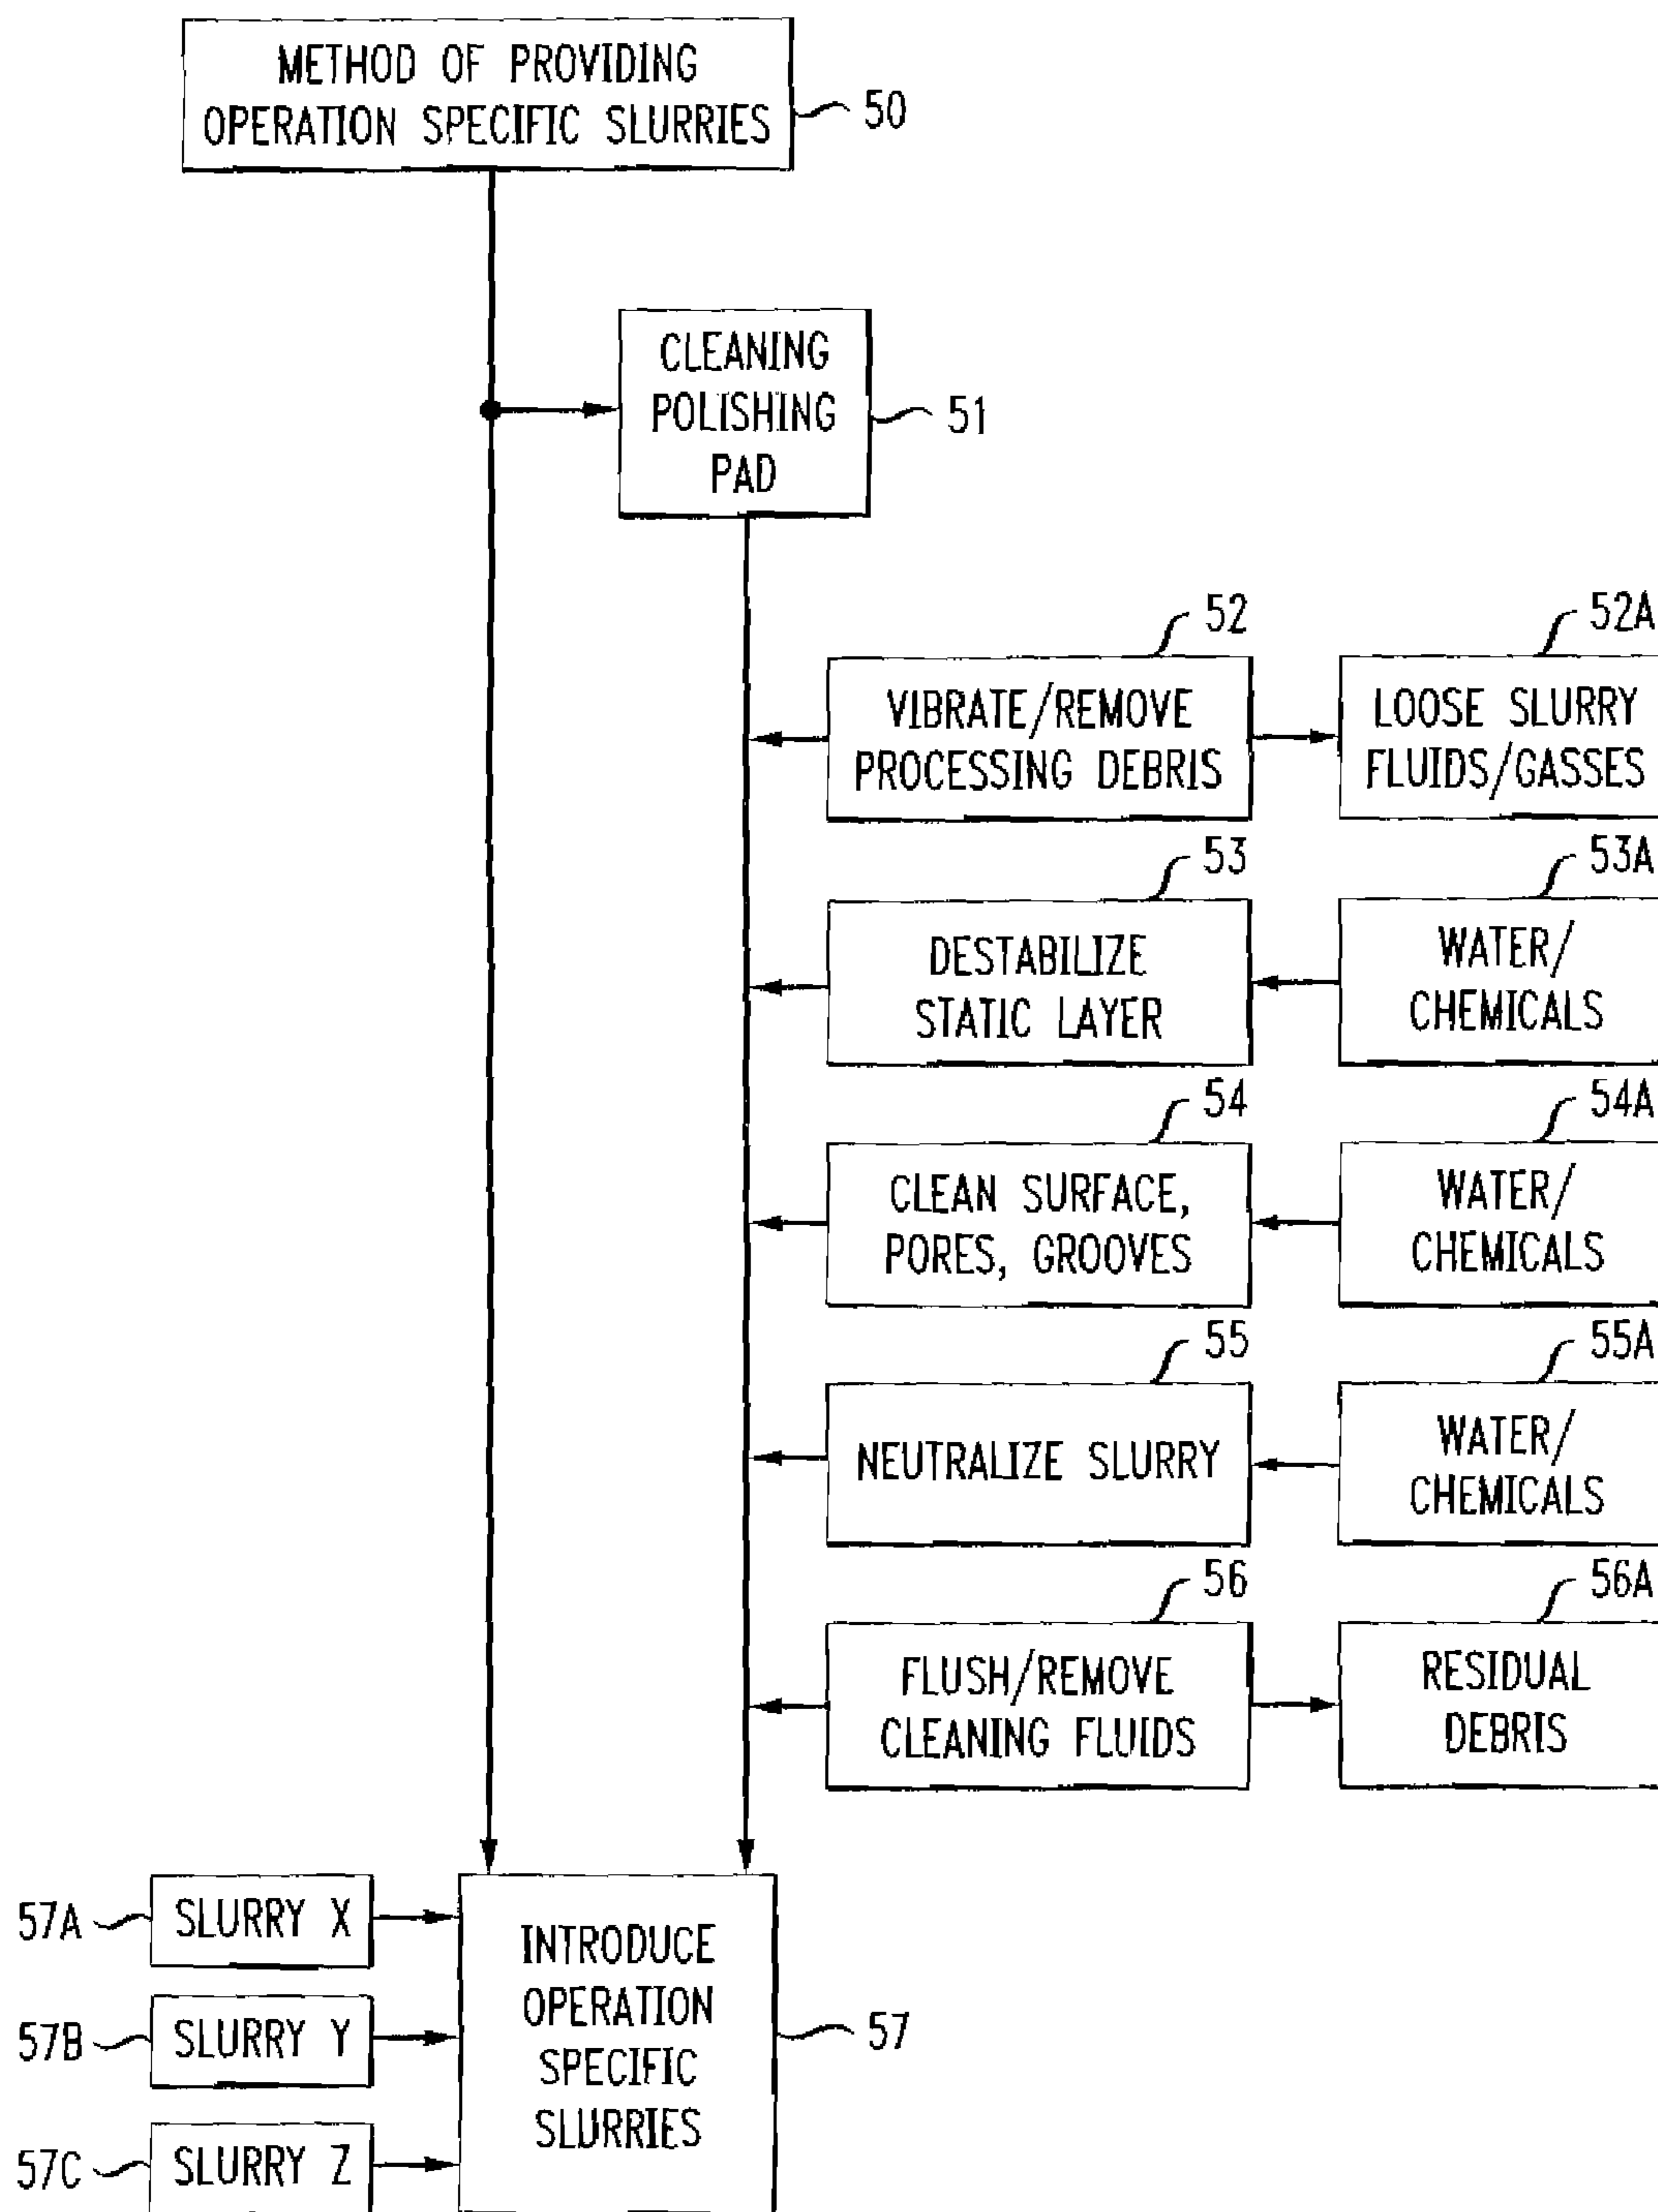 METHOD OF PROVIDING
OPERATION SPECIFIC SLURRIES
50
CLEANING
POLISHING
PAD
51
52
VIBRATE/REMOVE
PROCESSING DEBRIS
52A
LOOSE SLURRY
FLUIDS/GASSES
53
DESTABILIZE
STATIC LAYER
53A
WATER/
CHEMICALS
54
CLEAN SURFACE,
PORES, GROOVES
54A
WATER/
CHEMICALS
55
NEUTRALIZE SLURRY
55A
WATER/
CHEMICALS
56
FLUSH/REMOVE
CLEANING FLUIDS
56A
RESIDUAL
DEBRIS
57A
SLURRY X
57B
SLURRY Y
57C
SLURRY Z
INTRODUCE
OPERATION
SPECIFIC
SLURRIES
57